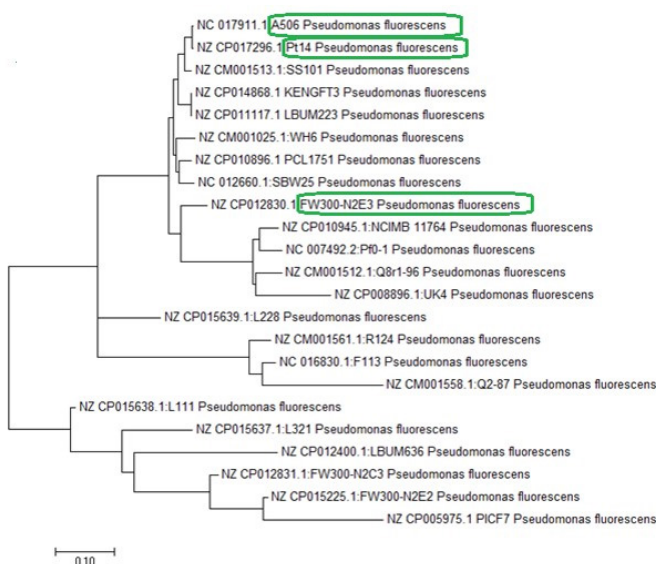 NC 017911.1 A506 Pseudomonas fluorescens
NZ CP017296.1 Pt14 Pseudomonas fluorescens
NZ CM001513.1:SS101 Pseudomonas fluorescens
NZ CP014868.1 KENGFT3 Pseudomonas fluorescens
NZ CP011117.1 LBUM223 Pseudomonas fluorescens
NZ CM001025.1:WH6 Pseudomonas fluorescens
NZ CP010896.1 PCL1751 Pseudomonas fluorescens
NC 012660.1:SBW25 Pseudomonas fluorescens
NZ CP012830.1 FW300-N2E3 Pseudomonas fluorescens
NZ CP010945.1:NCIMB 11764 Pseudomonas fluorescens
NC 007492.2:Pf0-1 Pseudomonas fluorescens
NZ CM001512.1:Q8r1-96 Pseudomonas fluorescens
NZ CP008896.1:UK4 Pseudomonas fluorescens
NZ CP015639.1:L228 Pseudomonas fluorescens
NZ CM001561.1:R124 Pseudomonas fluorescens
NC 016830.1:F113 Pseudomonas fluorescens
NZ CM001558.1:Q2-87 Pseudomonas fluorescens
NZ CP015638.1:L111 Pseudomonas fluorescens
NZ CP015637.1:L321 Pseudomonas fluorescens
NZ CP012400.1:LBUM636 Pseudomonas fluorescens
NZ CP012831.1:FW300-N2C3 Pseudomonas fluorescens
NZ CP015225.1:FW300-N2E2 Pseudomonas fluorescens
NZ CP005975.1 PICF7 Pseudomonas fluorescens
0.10